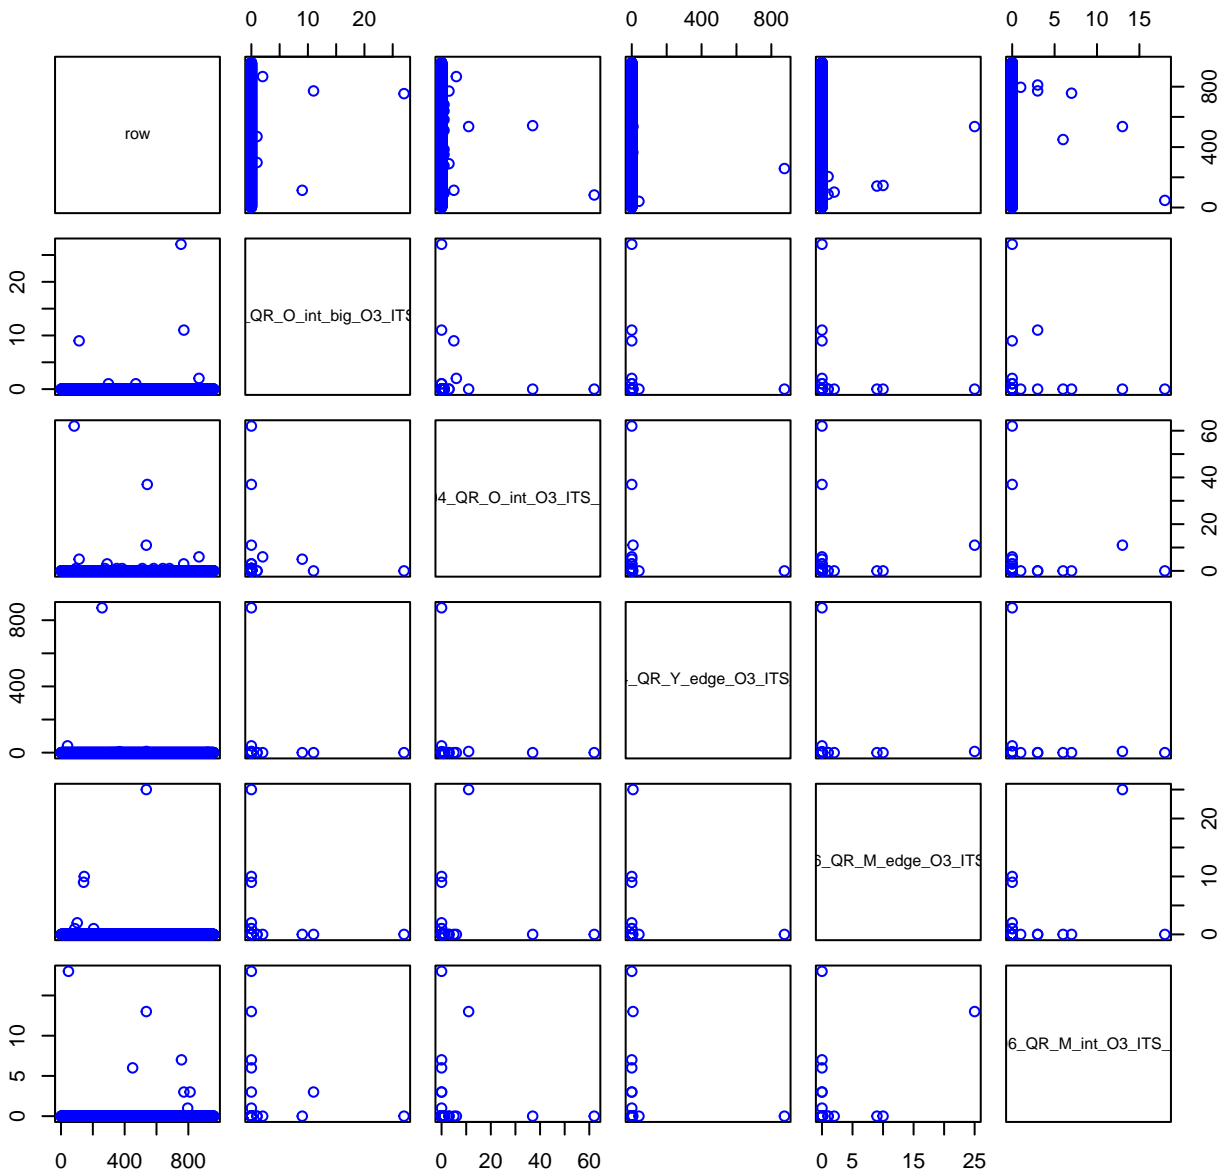 0 10 20 0 400 800 0 5 10 15
row
0 400 800
0 10 20
_QR_O_int_big_O3_ITS
4_QR_O_int_O3_ITS_
0 20 40 60
0 400 800
_QR_Y_edge_O3_ITS_
6_QR_M_edge_O3_ITS
0 10 20
0 5 10
6_QR_M_int_O3_ITS_
0 400 800 0 20 40 60 0 5 15 25